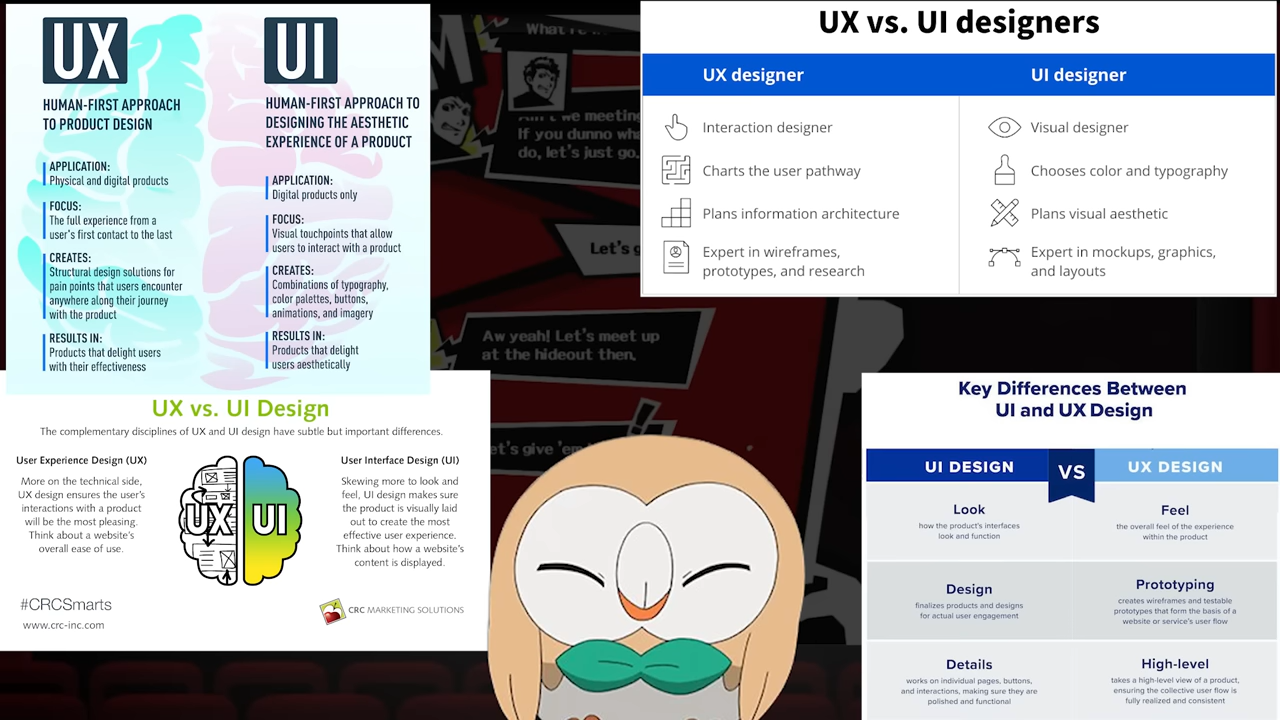 UX
HUMAN-FIRST APPROACH
TO PRODUCT DESIGN
APPLICATION:
Physical and digital products
FOCUS:
The full experience from a
user's first contact to the last
CREATES:
Structural design solutions for
pain points that users encounter
anywhere along their journey
with the product
RESULTS IN:
Products that delight users
with their effectiveness
UI
HUMAN-FIRST APPROACH TO
DESIGNING THE AESTHETIC
EXPERIENCE OF A PRODUCT
APPLICATION:
Digital products only
FOCUS:
Visual touchpoints that allow
users to interact with a product
CREATES:
Combinations of typography,
color palettes, buttons,
animations, and imagery
RESULTS IN:
Products that delight
users aesthetically
we meeting
If you dunno
do, let's just go.
Let's
Aw yeah! Let's meet up
at the hideout then,
let's give 'em
UX vs. UI designers
UX designer
UI designer
Interaction designer
Visual designer
Charts the user pathway
Chooses color and typography
Plans information architecture
Plans visual aesthetic
Expert in wireframes,
prototypes, and research
Expert in mockups, graphics,
and layouts
UX vs. UI Design
The complementary disciplines of UX and UI design have subtle but important differences.
User Experience Design (UX)
More on the technical side,
UX design ensures the user's
interactions with a product
will be the most pleasing.
Think about a website's
overall ease of use.
UX UI
User Interface Design (UI)
Skewing more to look and
feel, UI design makes sure
the product is visually laid
out to create the most
effective user experience.
Think about how a website's
content is displayed.
#CRCSmarts
www.crc-inc.com
CRC MARKETING SOLUTIONS
Key Differences Between
UI and UX Design
UI DESIGN
VS
UX DESIGN
Look
how the product's interfaces
look and function
Feel
the overall feel of the experience
within the product
Design
finalizes products and designs
for actual user engagement
Prototyping
creates wireframes and testable
prototypes that form the basis of a
website or service's user flow
Details
works on individual pages, buttons,
and interactions, making sure they are
polished and functional
High-level
takes a high-level view of a product,
ensuring the collective user flow is
fully realized and consistent